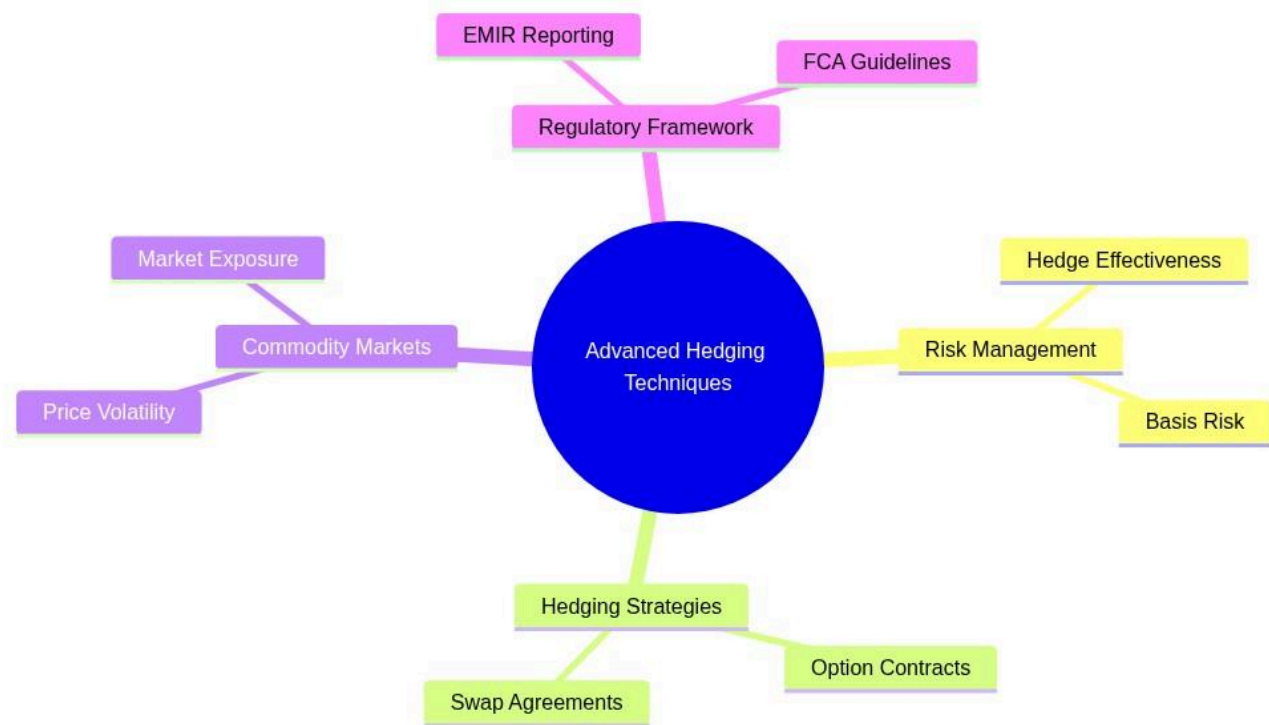 EMIR Reporting
FCA Guidelines
Regulatory Framework
Market Exposure
Hedge Effectiveness
Commodity Markets
Advanced Hedging
Techniques
Risk Management
Price Volatility
Basis Risk
Hedging Strategies
Option Contracts
Swap Agreements